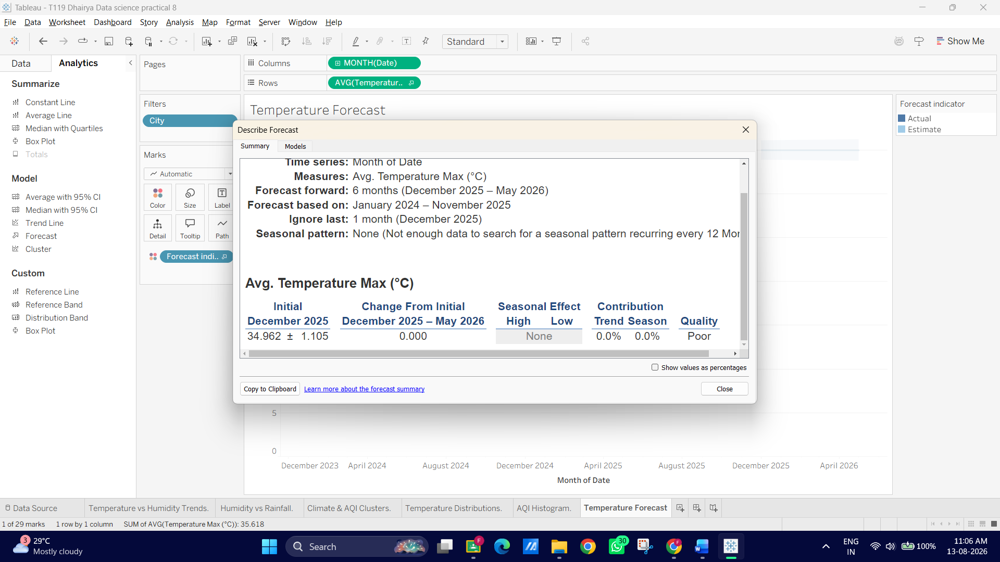 Tableau - T119 Dhairya Data science practical 8
File Data Worksheet Dashboard Story Analysis Map Format Server Window Help
Standard
Show Me
Data Analytics
Summarize
Constant Line
Average Line
Median with Quartiles
Box Plot
Totals
Model
Average with 95% CI
Median with 95% CI
Trend Line
Forecast
Cluster
Custom
Reference Line
Reference Band
Distribution Band
Box Plot
Pages
Filters
City
Marks
Automatic
Color Size Label
Detail Tooltip Path
Forecast indi..
Columns MONTH(Date)
Rows AVG(Temperatur..
Temperature Forecast
Forecast indicator
Actual
Estimate
Describe Forecast
Summary Models
Time series: Month of Date
Measures: Avg. Temperature Max (°C)
Forecast forward: 6 months (December 2025 – May 2026)
Forecast based on: January 2024 – November 2025
Ignore last: 1 month (December 2025)
Seasonal pattern: None (Not enough data to search for a seasonal pattern recurring every 12 Mor
Avg. Temperature Max (°C)
Initial Change From Initial Seasonal Effect Contribution
December 2025 December 2025 – May 2026 High Low Trend Season Quality
34.962 ± 1.105 0.000 None 0.0% 0.0% Poor
Show values as percentages
Copy to Clipboard Learn more about the forecast summary Close
5
0
December 2023 April 2024 August 2024 December 2024 April 2025 August 2025 December 2025 April 2026
Month of Date
Data Source Temperature vs Humidity Trends. Humidity vs Rainfall. Climate & AQI Clusters. Temperature Distributions. AQI Histogram. Temperature Forecast
1 of 29 marks 1 row by 1 column SUM of AVG(Temperature Max (°C)): 35.618
3
29°C
Mostly cloudy
Search
F
30
F
W
ENG
IN
100%
11:06 AM
13-08-2026